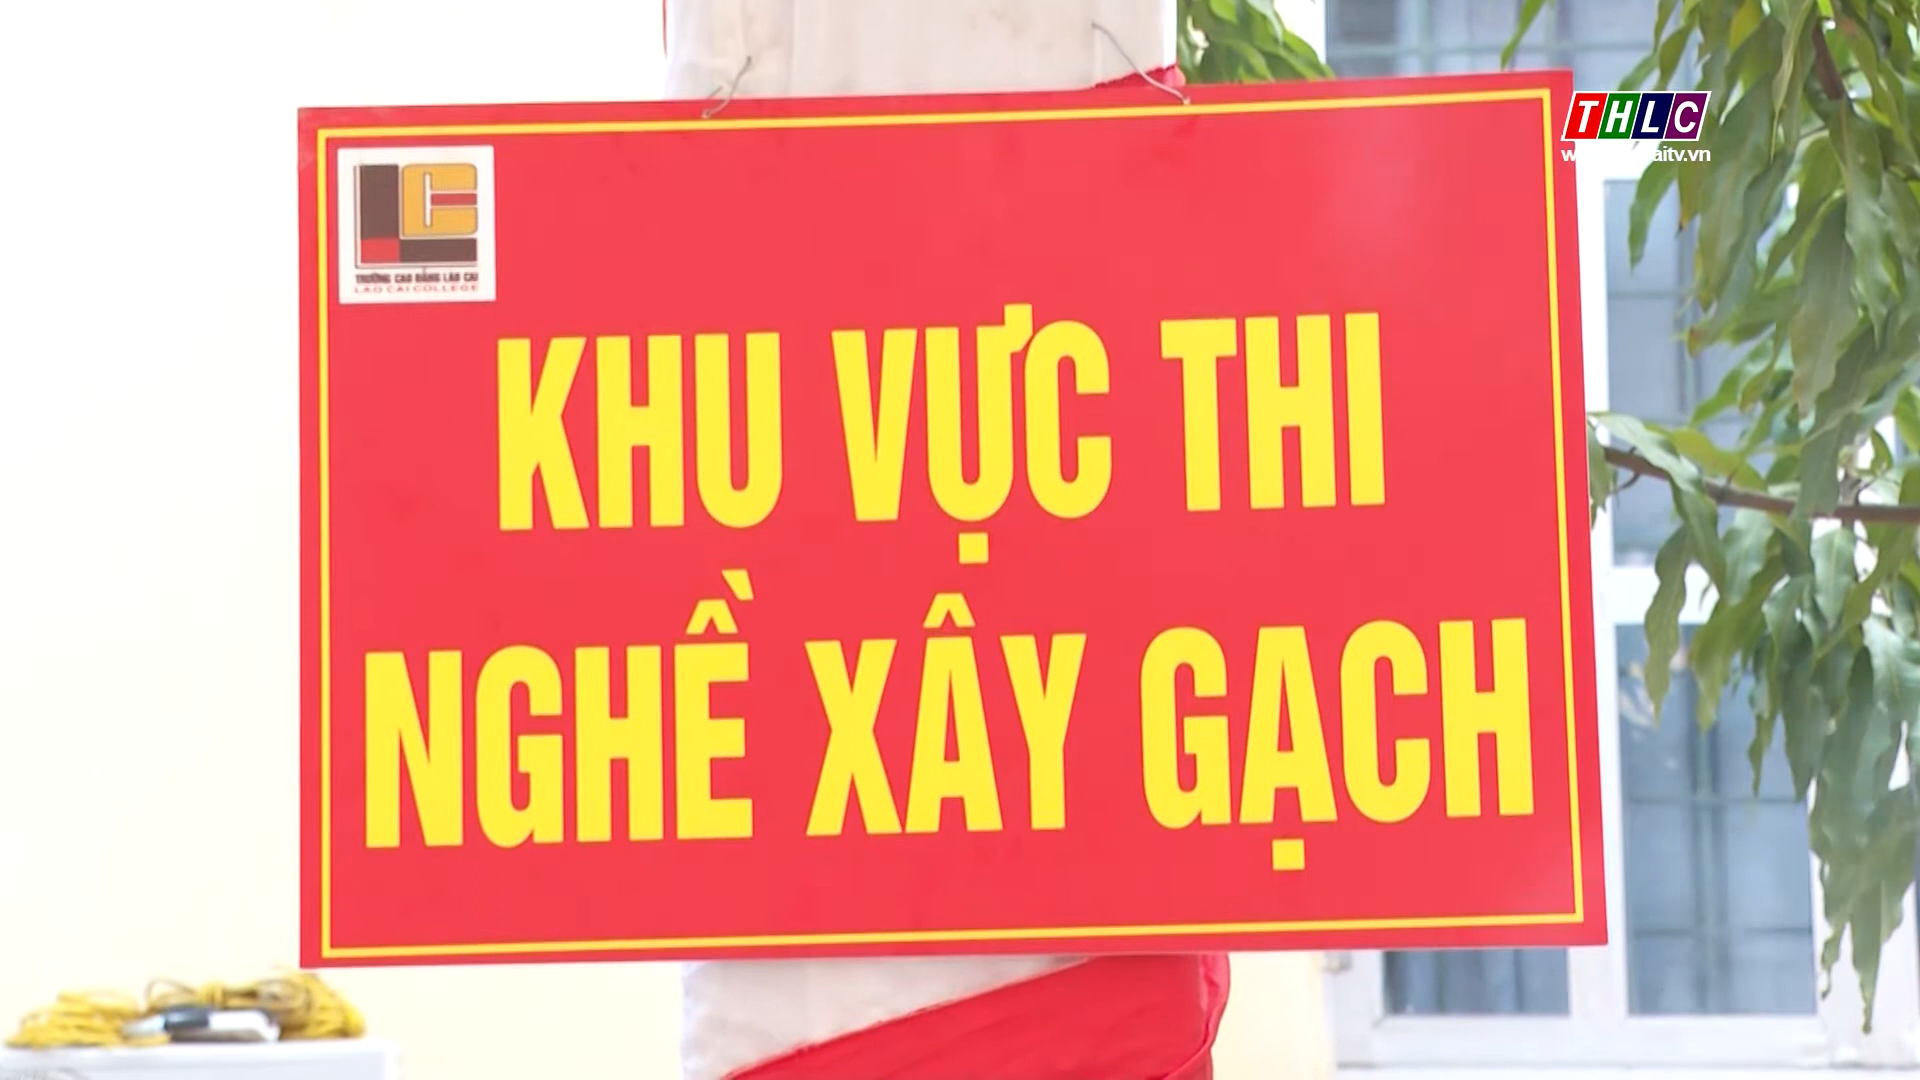 THLC
TRƯỜNG CAO ĐẲNG LÀO CAI
LAO CAI COLLEGE
KHU VỰC THI
NGHỀ XÂY GẠCH